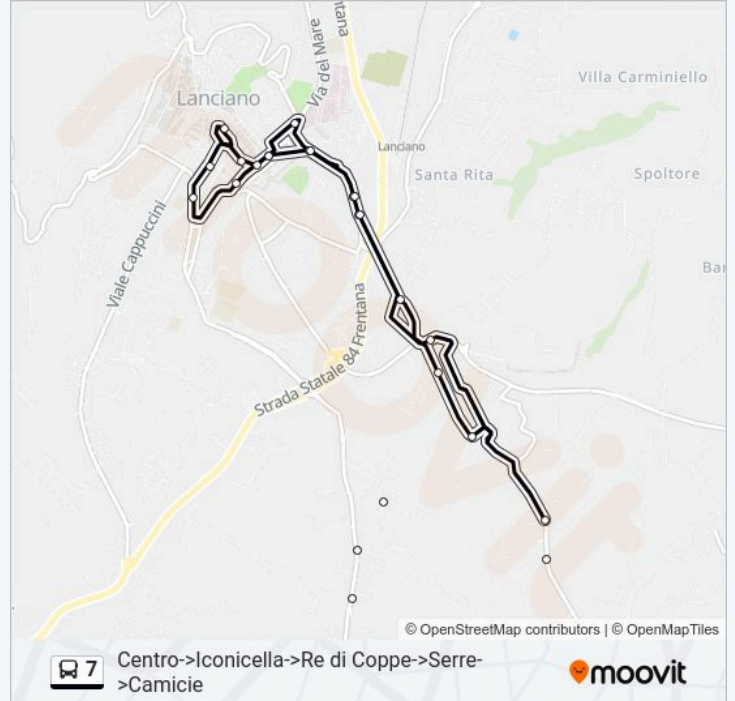 tana
Via del Mare
Villa Carminiello
Lanciano
Lanciano
Santa Rita
Spoltore
Viale Cappuccini
Bar
Strada Statale 84 Frentana
© OpenStreetMap contributors | © OpenMapTiles
7
Centro->Iconicella->Re di Coppe->Serre-
>Camicie
moovit